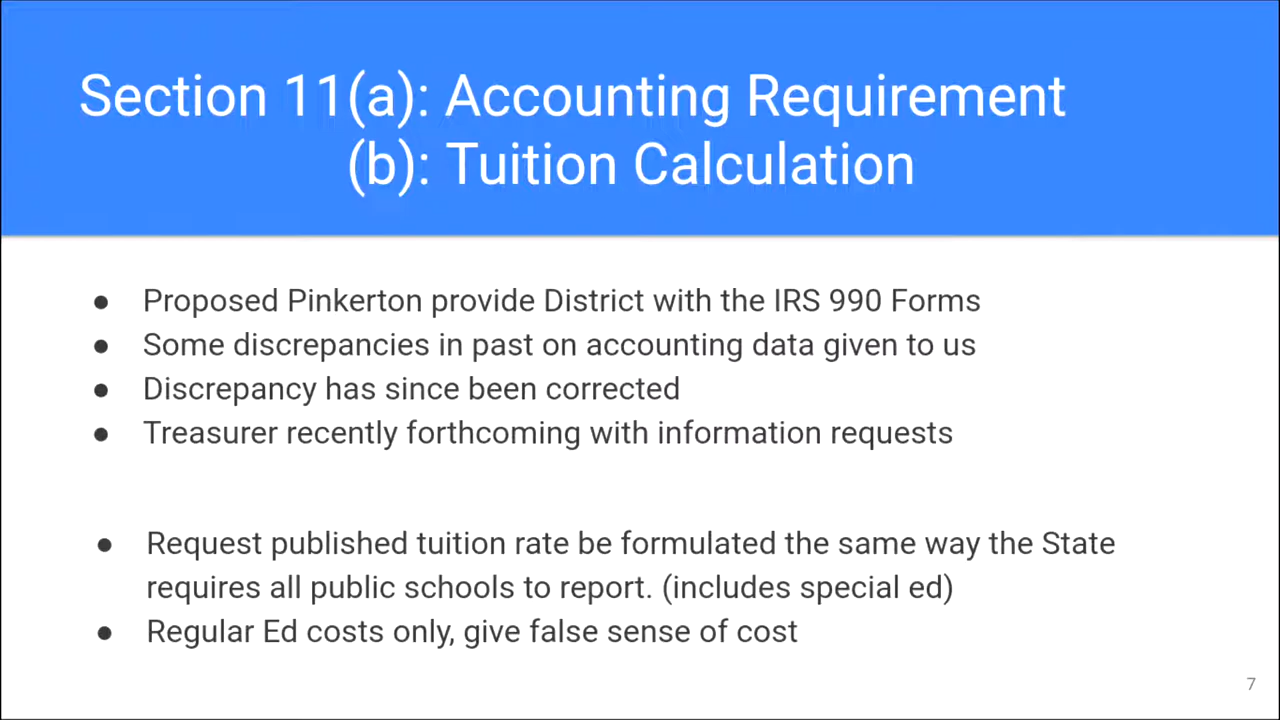 Section 11(a): Accounting Requirement
(b): Tuition Calculation
● Proposed Pinkerton provide District with the IRS 990 Forms
● Some discrepancies in past on accounting data given to us
● Discrepancy has since been corrected
● Treasurer recently forthcoming with information requests
● Request published tuition rate be formulated the same way the State
requires all public schools to report. (includes special ed)
● Regular Ed costs only, give false sense of cost
7